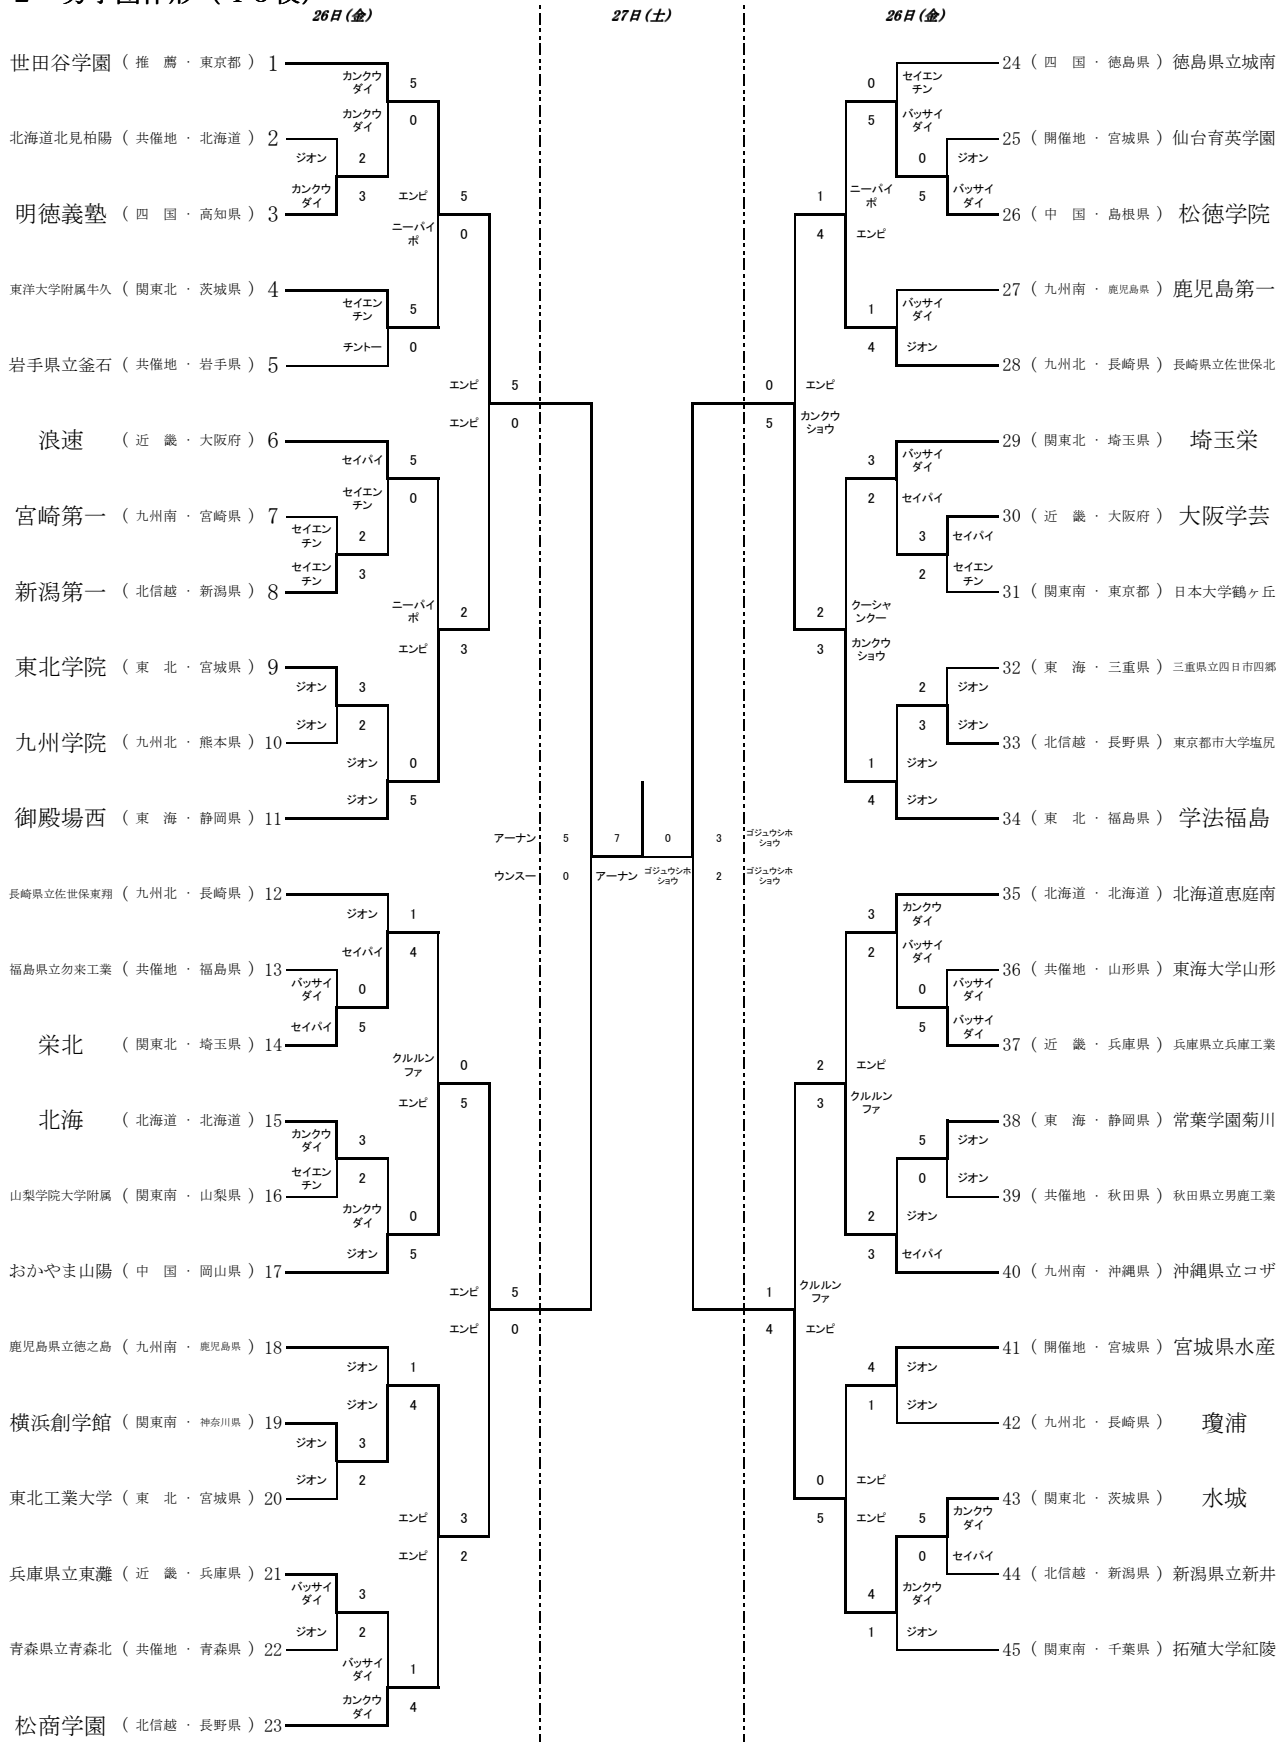 26日(金)
27日(土)
26日(金)
世田谷学園 ( 推 薦 ・ 東京都 ) 1
カンクウダイ 5
カンクウダイ 0
北海道北見柏陽 ( 共催地 ・ 北海道 ) 2
ジオン 2
カンクウダイ 3
明徳義塾 ( 四 国 ・ 高知県 ) 3
エンピ 5
ニーパイポ 0
東洋大学附属牛久 ( 関東北 ・ 茨城県 ) 4
セイエンチン 5
チントー 0
岩手県立釜石 ( 共催地 ・ 岩手県 ) 5
エンピ 5
エンピ 0
浪速 ( 近 畿 ・ 大阪府 ) 6
セイパイ 5
セイエンチン 0
宮崎第一 ( 九州南 ・ 宮崎県 ) 7
セイエンチン 2
セイエンチン 3
新潟第一 ( 北信越 ・ 新潟県 ) 8
ニーパイポ 2
エンピ 3
東北学院 ( 東 北 ・ 宮城県 ) 9
ジオン 3
ジオン 2
九州学院 ( 九州北 ・ 熊本県 ) 10
ジオン 0
ジオン 5
御殿場西 ( 東 海 ・ 静岡県 ) 11
アーナン 5 7 0 3 ゴジュウシホショウ
ウンスー 0 アーナン ゴジュウシホショウ 2 ゴジュウシホショウ
長崎県立佐世保東翔 ( 九州北 ・ 長崎県 ) 12
ジオン 1
セイパイ 4
福島県立勿来工業 ( 共催地 ・ 福島県 ) 13
バッサイダイ 0
セイパイ 5
栄北 ( 関東北 ・ 埼玉県 ) 14
クルルンファ 0
エンピ 5
北海 ( 北海道 ・ 北海道 ) 15
カンクウダイ 3
セイエンチン 2
山梨学院大学附属 ( 関東南 ・ 山梨県 ) 16
カンクウダイ 0
ジオン 5
おかやま山陽 ( 中 国 ・ 岡山県 ) 17
エンピ 5
エンピ 0
鹿児島県立徳之島 ( 九州南 ・ 鹿児島県 ) 18
ジオン 1
ジオン 4
横浜創学館 ( 関東南 ・ 神奈川県 ) 19
ジオン 3
ジオン 2
東北工業大学 ( 東 北 ・ 宮城県 ) 20
エンピ 3
エンピ 2
兵庫県立東灘 ( 近 畿 ・ 兵庫県 ) 21
バッサイダイ 3
ジオン 2
青森県立青森北 ( 共催地 ・ 青森県 ) 22
バッサイダイ 1
カンクウダイ 4
松商学園 ( 北信越 ・ 長野県 ) 23
24 ( 四 国 ・ 徳島県 ) 徳島県立城南
0 セイエンチン
5 バッサイダイ
25 ( 開催地 ・ 宮城県 ) 仙台育英学園
0 ジオン
5 バッサイダイ
26 ( 中 国 ・ 島根県 ) 松徳学院
1 ニーパイポ
4 エンピ
27 ( 九州南 ・ 鹿児島県 ) 鹿児島第一
1 バッサイダイ
4 ジオン
28 ( 九州北 ・ 長崎県 ) 長崎県立佐世保北
0 エンピ
5 カンクウショウ
29 ( 関東北 ・ 埼玉県 ) 埼玉栄
3 バッサイダイ
2 セイパイ
30 ( 近 畿 ・ 大阪府 ) 大阪学芸
3 セイパイ
2 セイエンチン
31 ( 関東南 ・ 東京都 ) 日本大学鶴ヶ丘
2 クーシャンクー
3 カンクウショウ
32 ( 東 海 ・ 三重県 ) 三重県立四日市四郷
2 ジオン
3 ジオン
33 ( 北信越 ・ 長野県 ) 東京都市大学塩尻
1 ジオン
4 ジオン
34 ( 東 北 ・ 福島県 ) 学法福島
35 ( 北海道 ・ 北海道 ) 北海道恵庭南
3 カンクウダイ
2 バッサイダイ
36 ( 共催地 ・ 山形県 ) 東海大学山形
0 バッサイダイ
5 バッサイダイ
37 ( 近 畿 ・ 兵庫県 ) 兵庫県立兵庫工業
2 エンピ
3 クルルンファ
38 ( 東 海 ・ 静岡県 ) 常葉学園菊川
5 ジオン
0 ジオン
39 ( 共催地 ・ 秋田県 ) 秋田県立男鹿工業
2 ジオン
3 セイパイ
40 ( 九州南 ・ 沖縄県 ) 沖縄県立コザ
1 クルルンファ
4 エンピ
41 ( 開催地 ・ 宮城県 ) 宮城県水産
4 ジオン
1 ジオン
42 ( 九州北 ・ 長崎県 ) 瓊浦
0 エンピ
5 エンピ
43 ( 関東北 ・ 茨城県 ) 水城
5 カンクウダイ
0 セイパイ
44 ( 北信越 ・ 新潟県 ) 新潟県立新井
4 カンクウダイ
1 ジオン
45 ( 関東南 ・ 千葉県 ) 拓殖大学紅陵